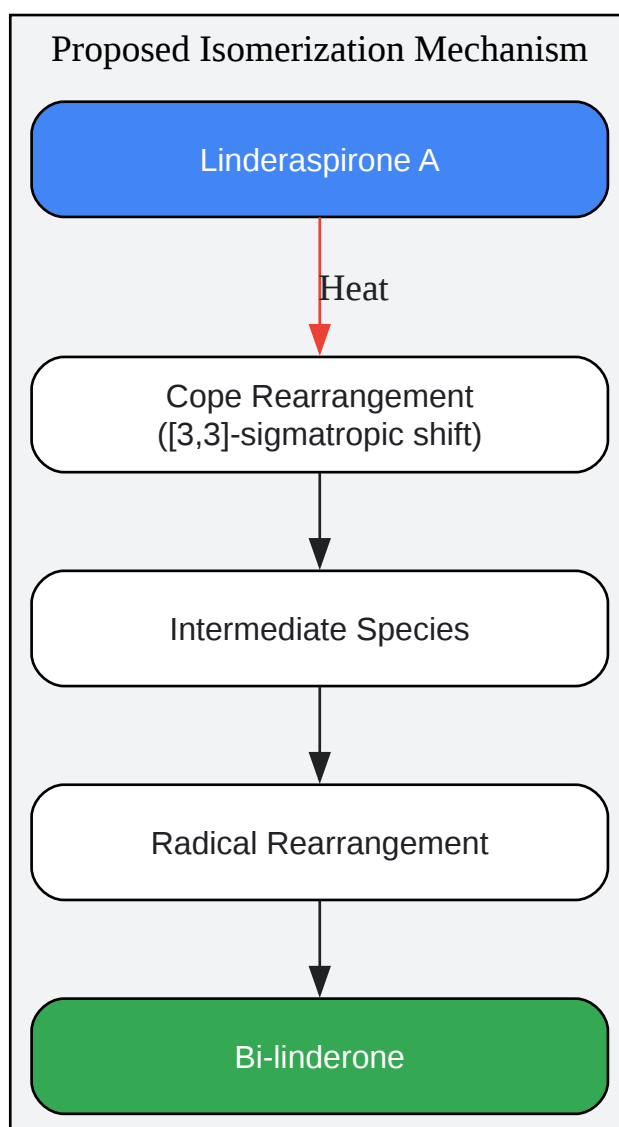 Proposed Isomerization Mechanism
Linderaspirone A
Heat
Cope Rearrangement
([3,3]-sigmatropic shift)
Intermediate Species
Radical Rearrangement
Bi-linderone